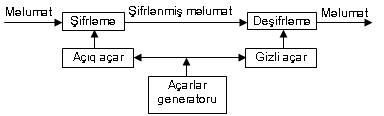 Məlumat
Şifrlənmiş məlumat
Məlumat
Şifrləmə
Deşifrləmə
Açıq açar
Gizli açar
Açarlar
generatoru